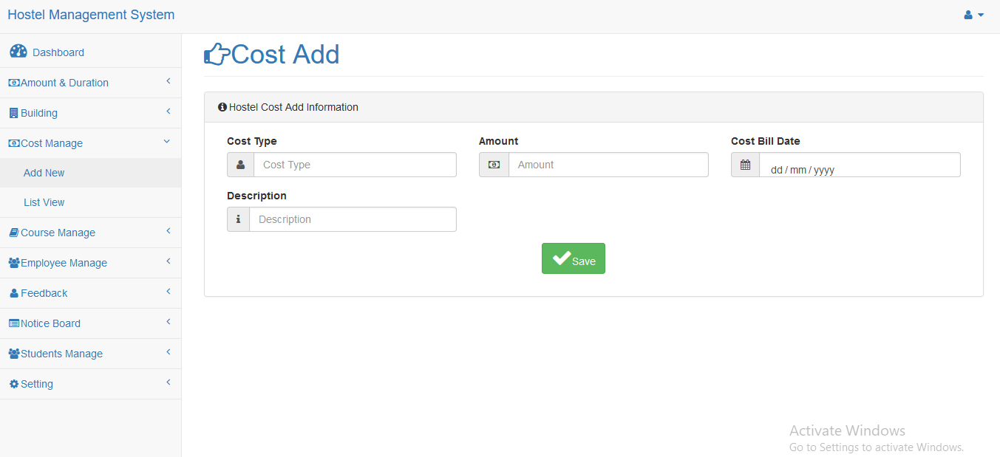 Hostel Management System
Dashboard
Amount & Duration
Building
Cost Manage
Add New
List View
Course Manage
Employee Manage
Feedback
Notice Board
Students Manage
Setting
Cost Add
Hostel Cost Add Information
Cost Type
Cost Type
Amount
Amount
Cost Bill Date
dd / mm / yyyy
Description
Description
Save
Activate Windows
Go to Settings to activate Windows.